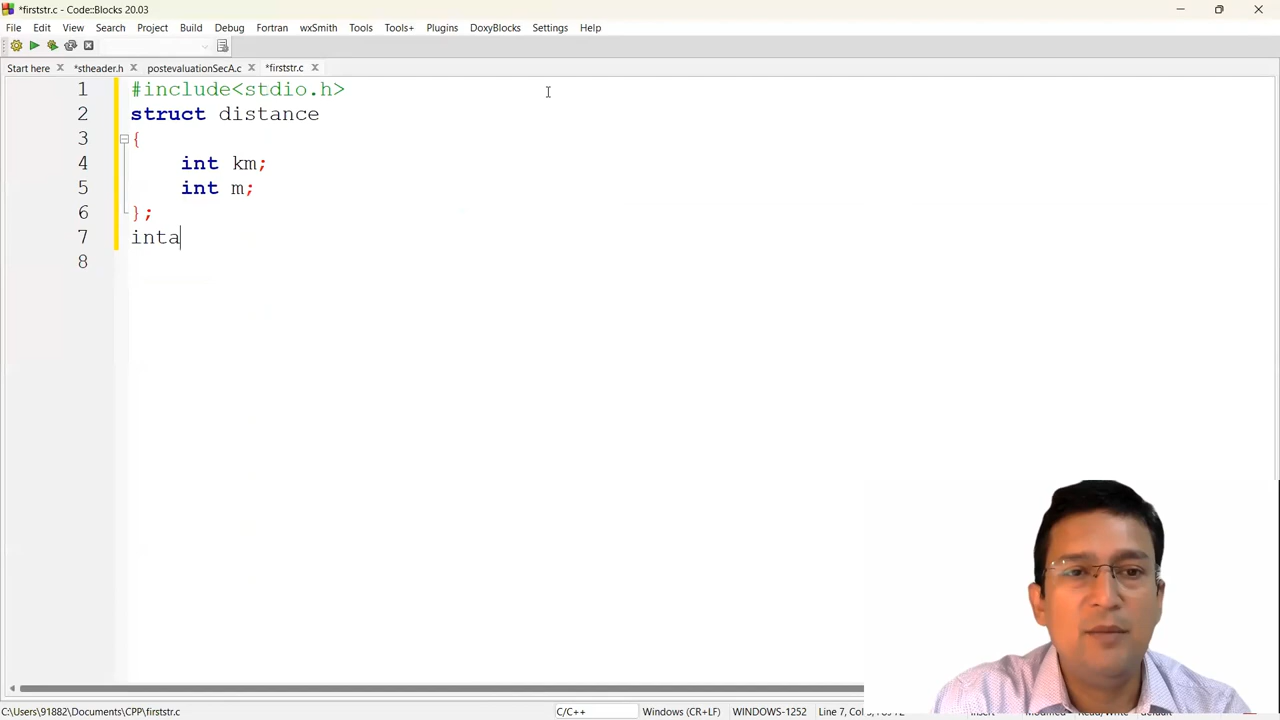 *firststr.c - Code::Blocks 20.03
File Edit View Search Project Build Debug Fortran wxSmith Tools Tools+ Plugins DoxyBlocks Settings Help
Start here *stheader.h postevaluationSecA.c *firststr.c
1 #include<stdio.h>
2 struct distance
3 {
4 int km;
5 int m;
6 };
7 inta
8
C:\Users\91882\Documents\CPP\firststr.c C/C++ Windows (CR+LF) WINDOWS-1252 Line 7,